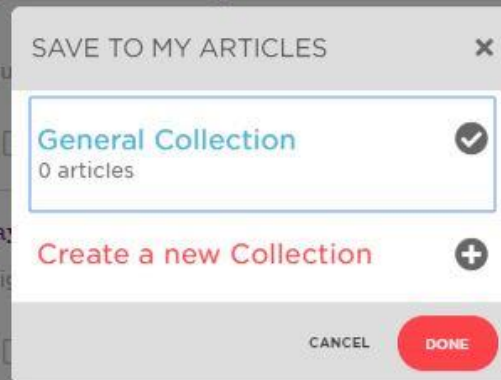 SAVE TO MY ARTICLES
General Collection
0 articles
Create a new Collection
CANCEL DONE